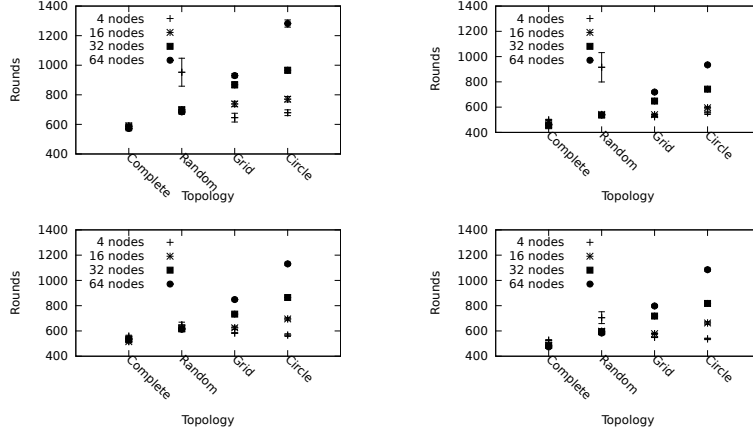 1400
1200
1000
800
600
400
Rounds
4 nodes
16 nodes
32 nodes
64 nodes
Complete
Random
Grid
Circle
Topology
1400
1200
1000
800
600
400
Rounds
4 nodes
16 nodes
32 nodes
64 nodes
Complete
Random
Grid
Circle
Topology
1400
1200
1000
800
600
400
Rounds
4 nodes
16 nodes
32 nodes
64 nodes
Complete
Random
Grid
Circle
Topology
1400
1200
1000
800
600
400
Rounds
4 nodes
16 nodes
32 nodes
64 nodes
Complete
Random
Grid
Circle
Topology